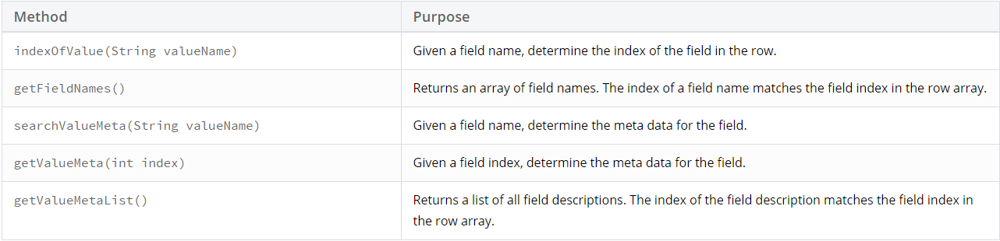 Method Purpose
indexOfValue(String valueName) Given a field name, determine the index of the field in the row.
getFieldNames() Returns an array of field names. The index of a field name matches the field index in the row array.
searchValueMeta(String valueName) Given a field name, determine the meta data for the field.
getValueMeta(int index) Given a field index, determine the meta data for the field.
getValueMetaList() Returns a list of all field descriptions. The index of the field description matches the field index in
the row array.